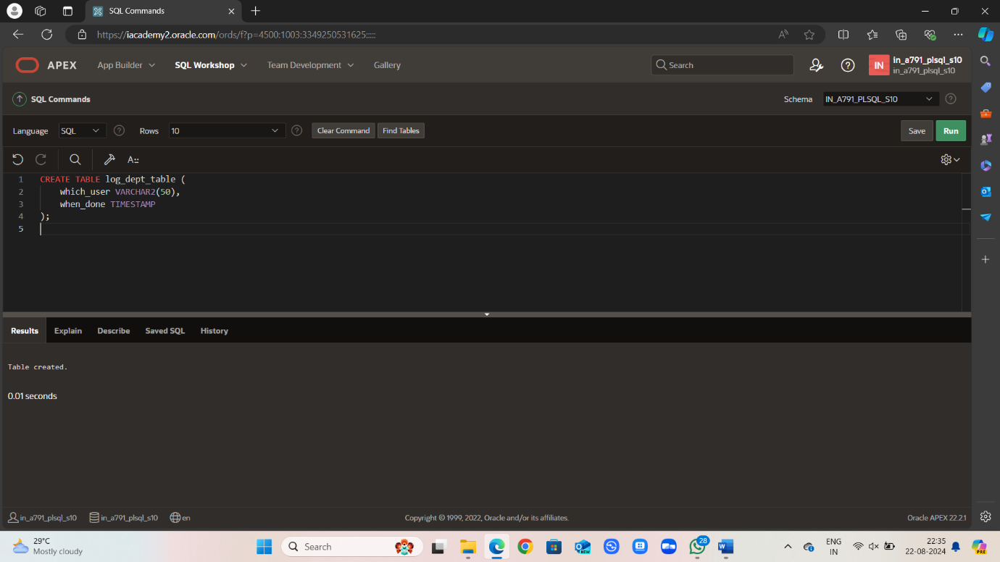 SQL Commands
https://iacademy2.oracle.com/ords/f?p=4500:1003:3349250531625:::::
APEX App Builder SQL Workshop Team Development Gallery Search IN in_a791_plsql_s10
in_a791_plsql_s10
SQL Commands Schema IN_A791_PLSQL_S10
Language SQL Rows 10 Clear Command Find Tables Save Run
A::
1 CREATE TABLE log_dept_table (
2 which_user VARCHAR2(50),
3 when_done TIMESTAMP
4 );
5
Results Explain Describe Saved SQL History
Table created.
0.01 seconds
in_a791_plsql_s10 in_a791_plsql_s10 en Copyright © 1999, 2022, Oracle and/or its affiliates. Oracle APEX 22.2.1
29°C
Mostly cloudy
Search
NEW
28
W
ENG
IN
22:35
22-08-2024
PRE